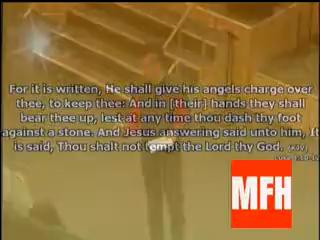 For it is written, He shall give his angels charge over
thee, to keep thee: And in [their] hands they shall
bear thee up, lest at any time thou dash thy foot
against a stone. And Jesus answering said unto him, It
is said, Thou shalt not tempt the Lord thy God. (KJV)
MFH